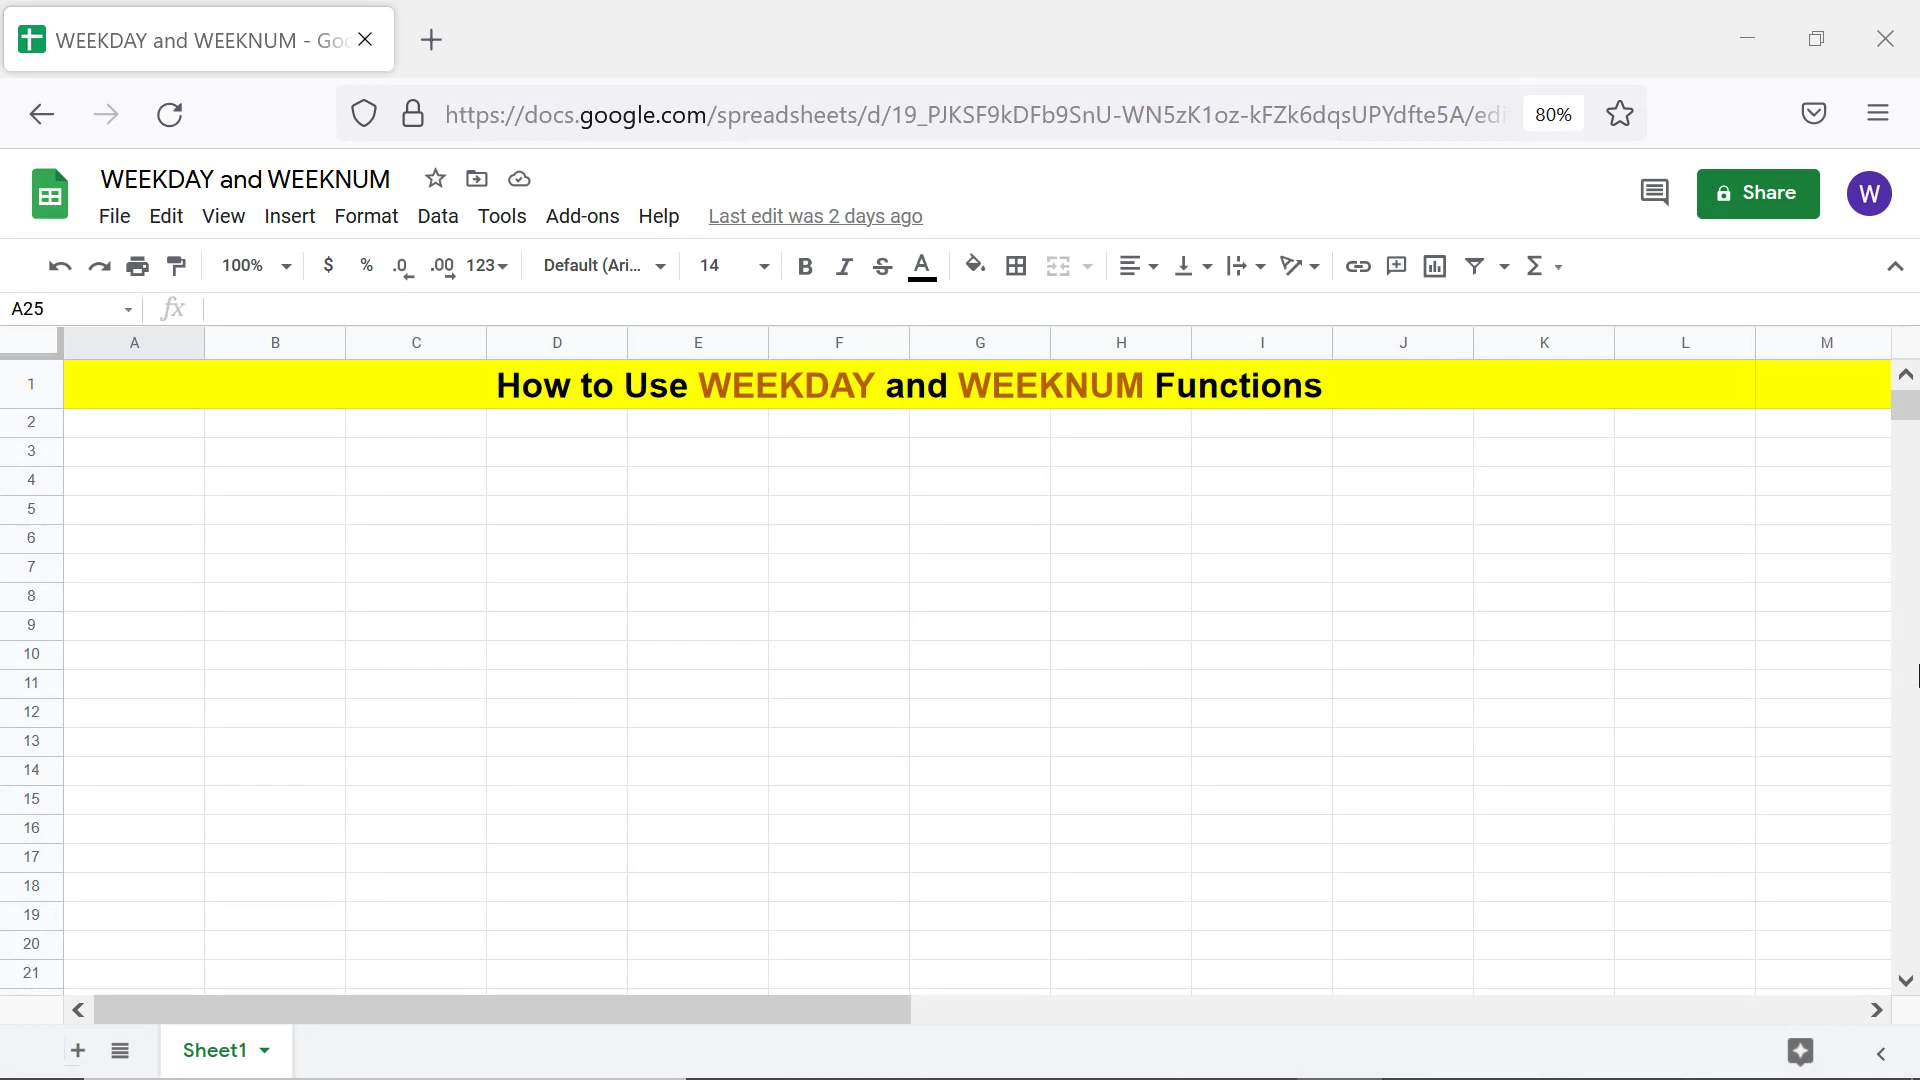 WEEKDAY and WEEKNUM - Goo
https://docs.google.com/spreadsheets/d/19_PJKSF9kDFb9SnU-WN5zK1oz-kFZk6dqsUPYdfte5A/edi 80%
WEEKDAY and WEEKNUM
Share W
File Edit View Insert Format Data Tools Add-ons Help Last edit was 2 days ago
100% $ % .0 .00 123 Default (Ari... 14 B I S A Σ
A25 fx
A B C D E F G H I J K L M
1 How to Use WEEKDAY and WEEKNUM Functions
2
3
4
5
6
7
8
9
10
11
12
13
14
15
16
17
18
19
20
21
Sheet1